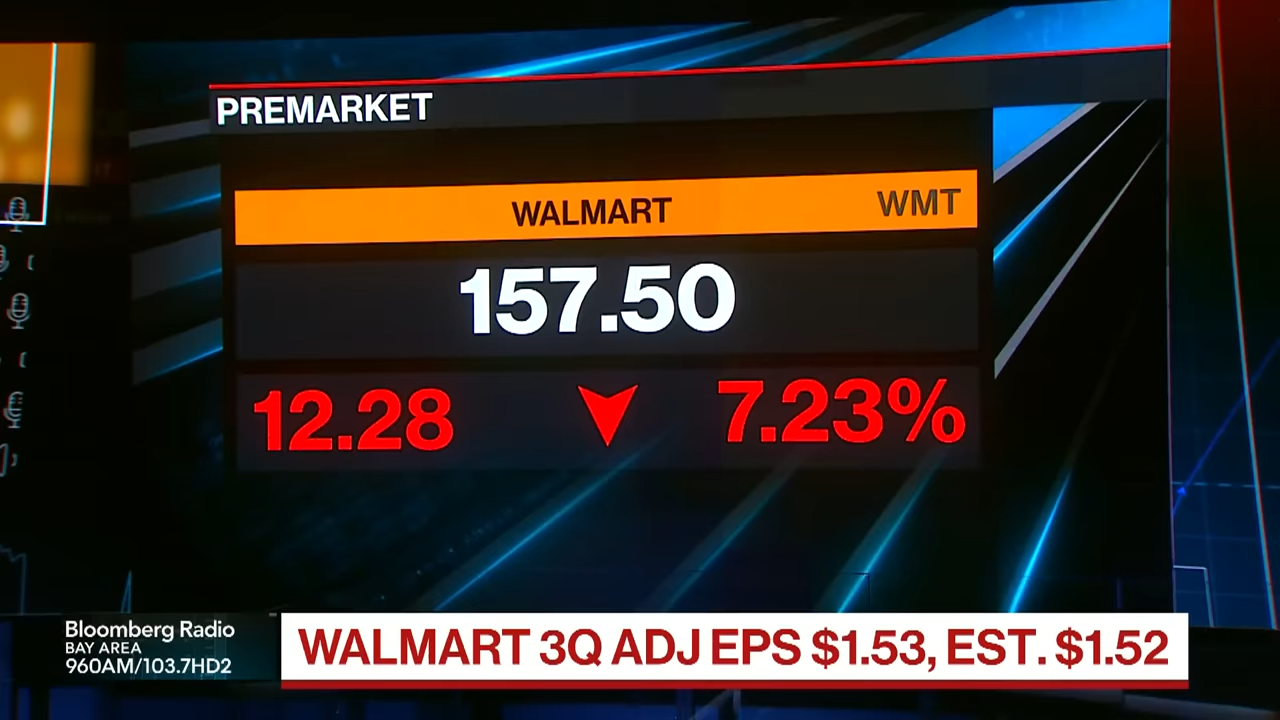 PREMARKET
WALMART WMT
157.50
12.28 ▼ 7.23%
Bloomberg Radio
BAY AREA
960AM/103.7HD2
WALMART 3Q ADJ EPS $1.53, EST. $1.52